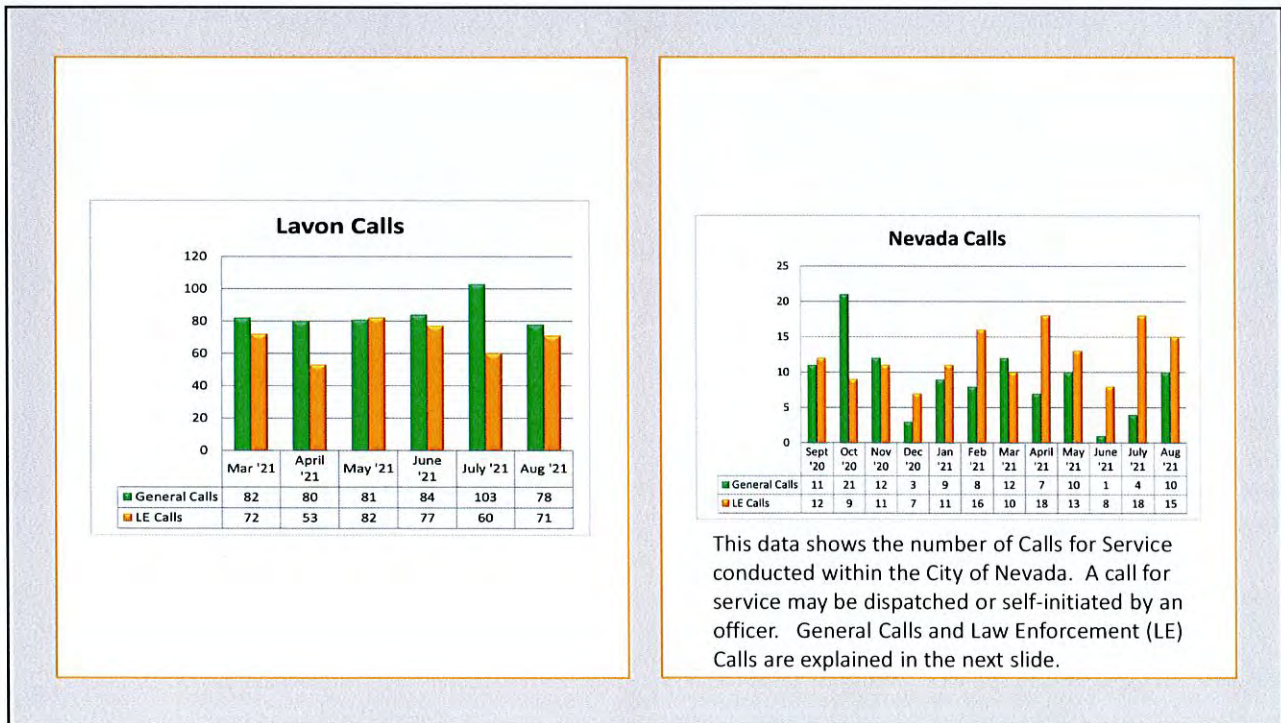 Lavon Calls
120
100
80
60
40
20
0
Mar '21 April '21 May '21 June '21 July '21 Aug '21
General Calls 82 80 81 84 103 78
LE Calls 72 53 82 77 60 71
Nevada Calls
25
20
15
10
5
0
Sept Oct Nov Dec Jan Feb Mar April May June July Aug
'20 '20 '20 '20 '21 '21 '21 '21 '21 '21 '21 '21
General Calls 11 21 12 3 9 8 12 7 10 1 4 10
LE Calls 12 9 11 7 11 16 10 18 13 8 18 15
This data shows the number of Calls for Service
conducted within the City of Nevada. A call for
service may be dispatched or self-initiated by an
officer. General Calls and Law Enforcement (LE)
Calls are explained in the next slide.